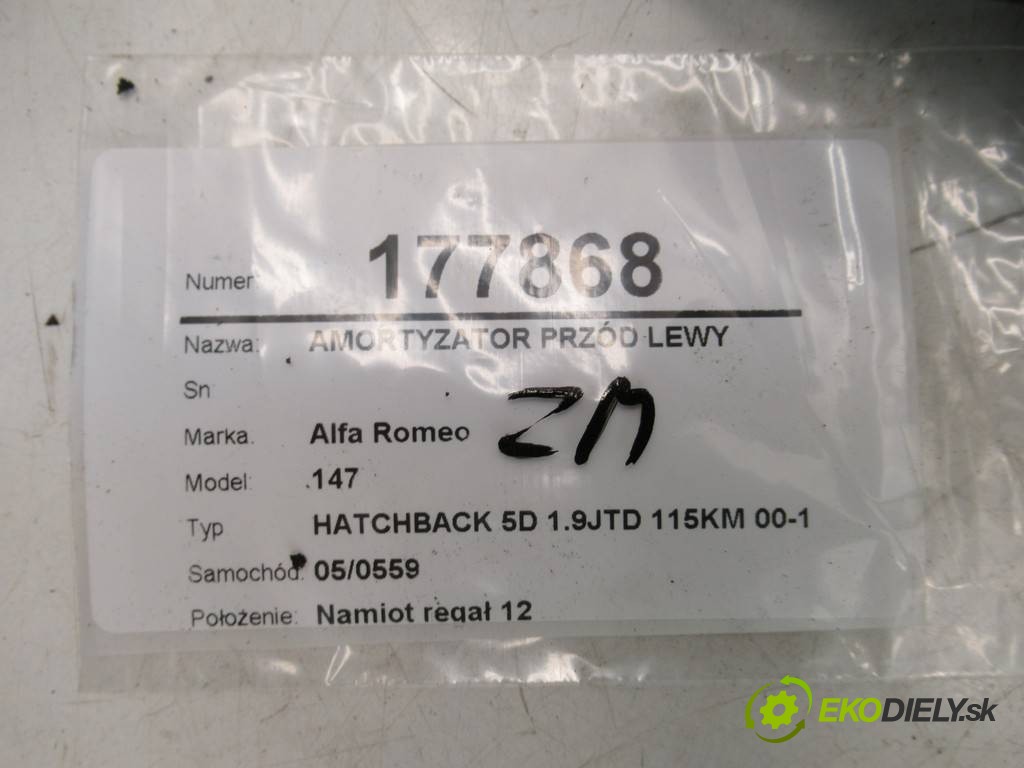 Numer: 177868
Nazwa: AMORTYZATOR PRZÓD LEWY
Sn
ZM
Marka. Alfa Romeo
Model: 147
Typ HATCHBACK 5D 1.9JTD 115KM 00-1
Samochód: 05/0559
Położenie: Namiot regał 12
EKODIELY.sk